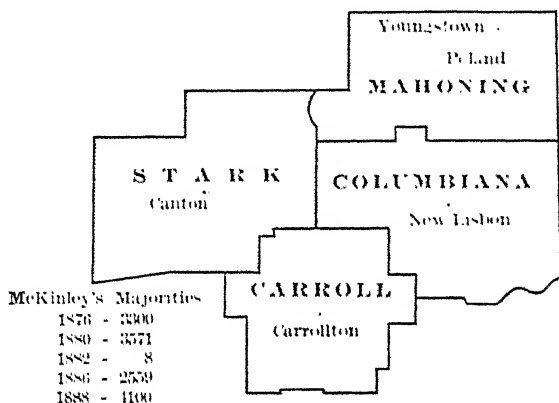 Youngstown
Poland
MAHONING
STARK
Canton
COLUMBIANA
New Lisbon
CARROLL
Carrollton
McKinley's Majorities
1876 - 3300
1880 - 3571
1882 - 8
1886 - 2559
1888 - 4100